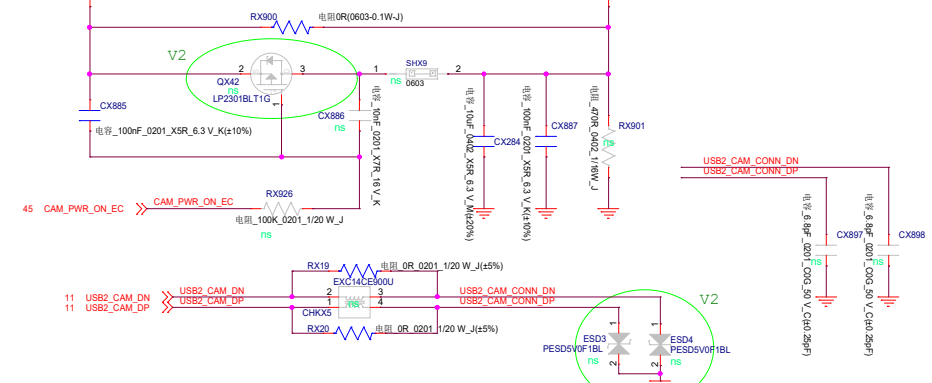 RX900
电阻0R(0603-0.1W-J)
V2
2
3
QX42
ns
LP2301BLT1G
1
1
SHX9
2
ns
0603
CX885
电容_100nF_0201_X5R_6.3 V_K(±10%)
CX886
ns
电容_10nF_0201_X7R_16 V_K
电容_10uF_0402_X5R_6.3 V_M(±20%)
CX284
电容_100nF_0201_X5R_6.3 V_K(±10%)
CX887
电阻_470R_0402_1/16W_J
RX901
ns
USB2_CAM_CONN_DN
USB2_CAM_CONN_DP
45 CAM_PWR_ON_EC
CAM_PWR_ON_EC
RX926
电阻_100K_0201_1/20 W_J
ns
电容_6.8pF_0201_C0G_50 V_C(±0.25pF)
CX897
ns
电容_6.8pF_0201_C0G_50 V_C(±0.25pF)
CX898
ns
RX19
电阻_0R_0201_1/20 W_J(±5%)
EXC14CE900U
11 USB2_CAM_DN
USB2_CAM_DN
2
3
USB2_CAM_CONN_DN
11 USB2_CAM_DP
USB2_CAM_DP
1
4
USB2_CAM_CONN_DP
CHKX5
ns
RX20
电阻_0R_0201_1/20 W_J(±5%)
V2
1
1
ESD3
PESD5V0F1BL
ns
2
ESD4
PESD5V0F1BL
ns
2